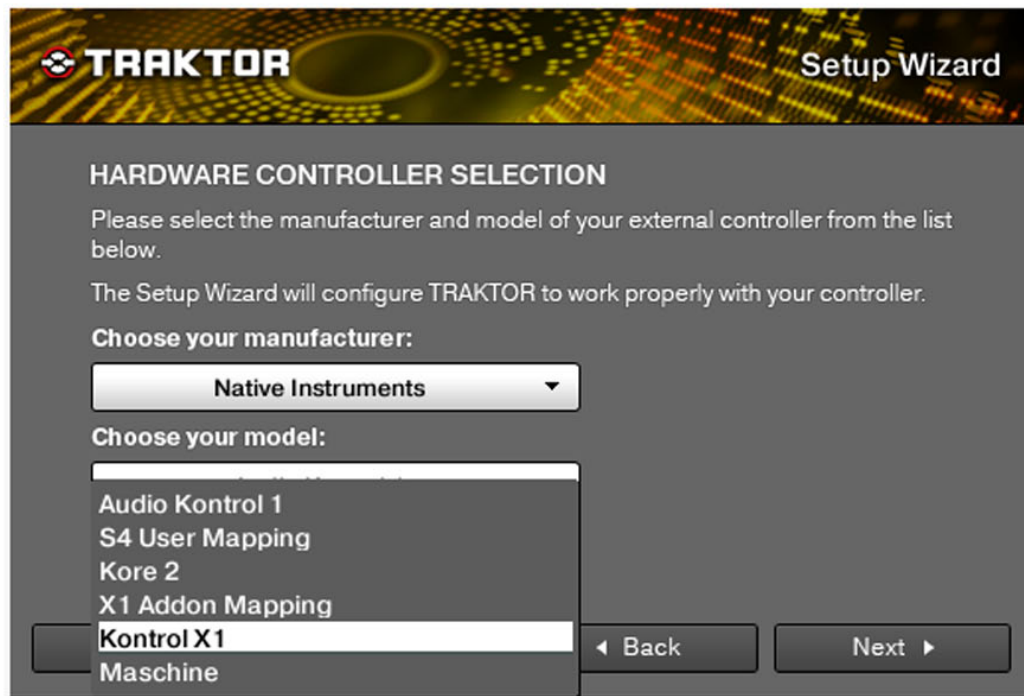 TRAKTOR
Setup Wizard
HARDWARE CONTROLLER SELECTION
Please select the manufacturer and model of your external controller from the list
below.
The Setup Wizard will configure TRAKTOR to work properly with your controller.
Choose your manufacturer:
Native Instruments
Choose your model:
Audio Kontrol 1
S4 User Mapping
Kore 2
X1 Addon Mapping
Kontrol X1
Maschine
Back
Next